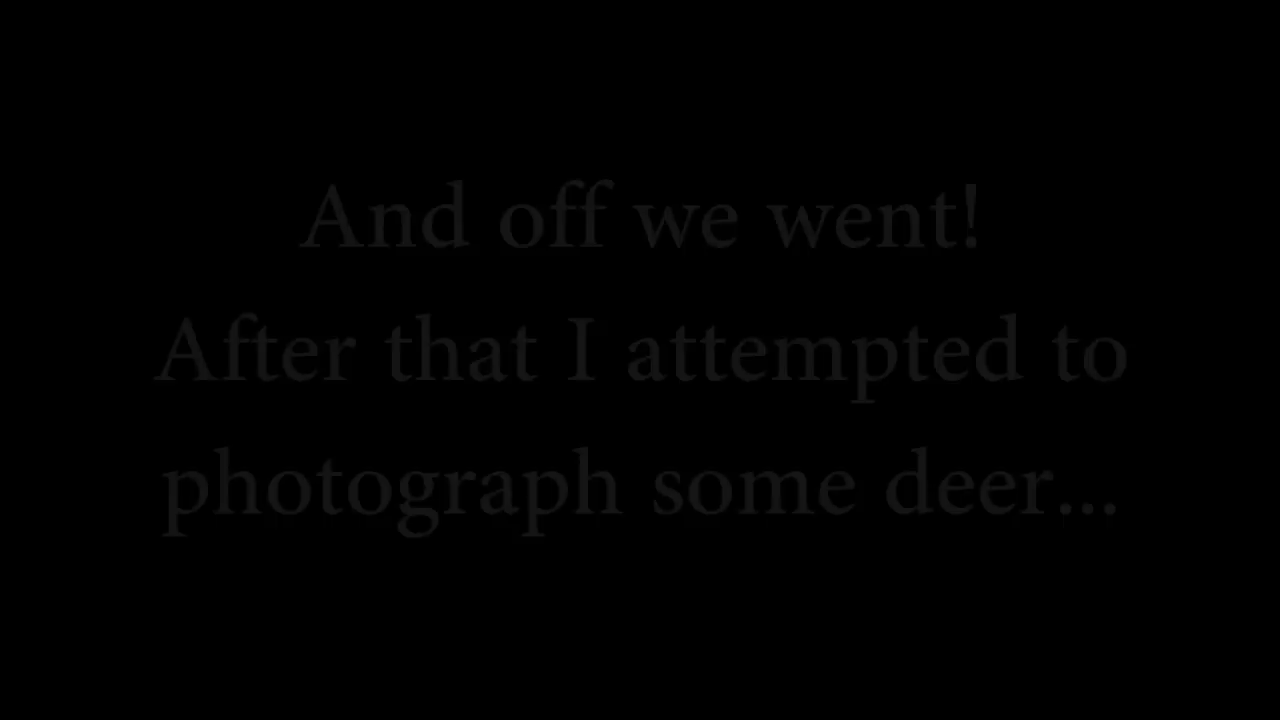 And off we went!
After that I attempted to
photograph some deer...